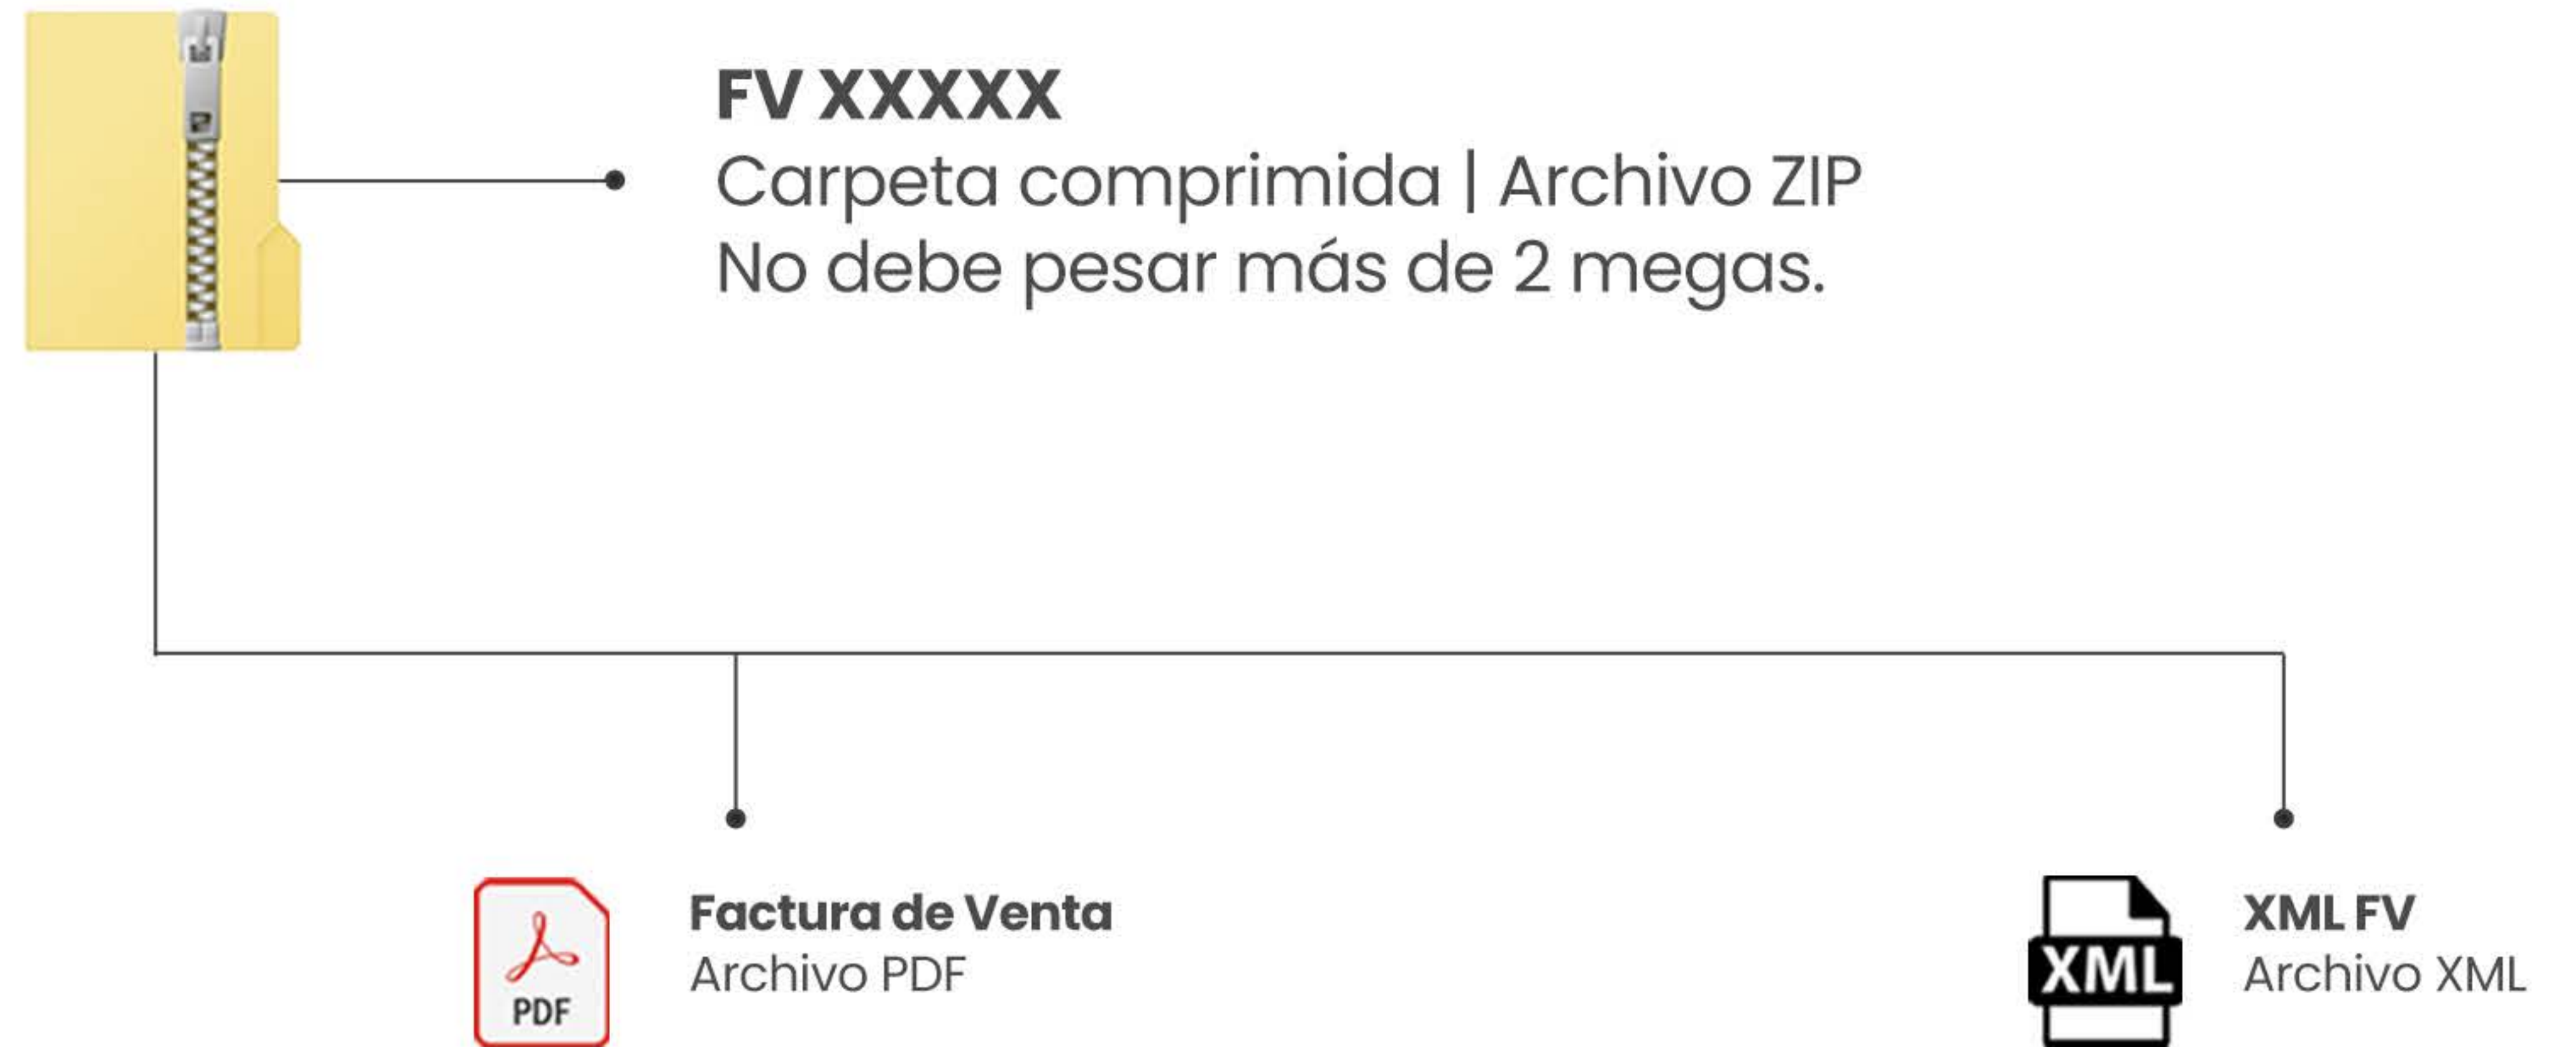 FV XXXXX
Carpeta comprimida | Archivo ZIP
No debe pesar más de 2 megas.
PDF
Factura de Venta
Archivo PDF
XML
XML FV
Archivo XML